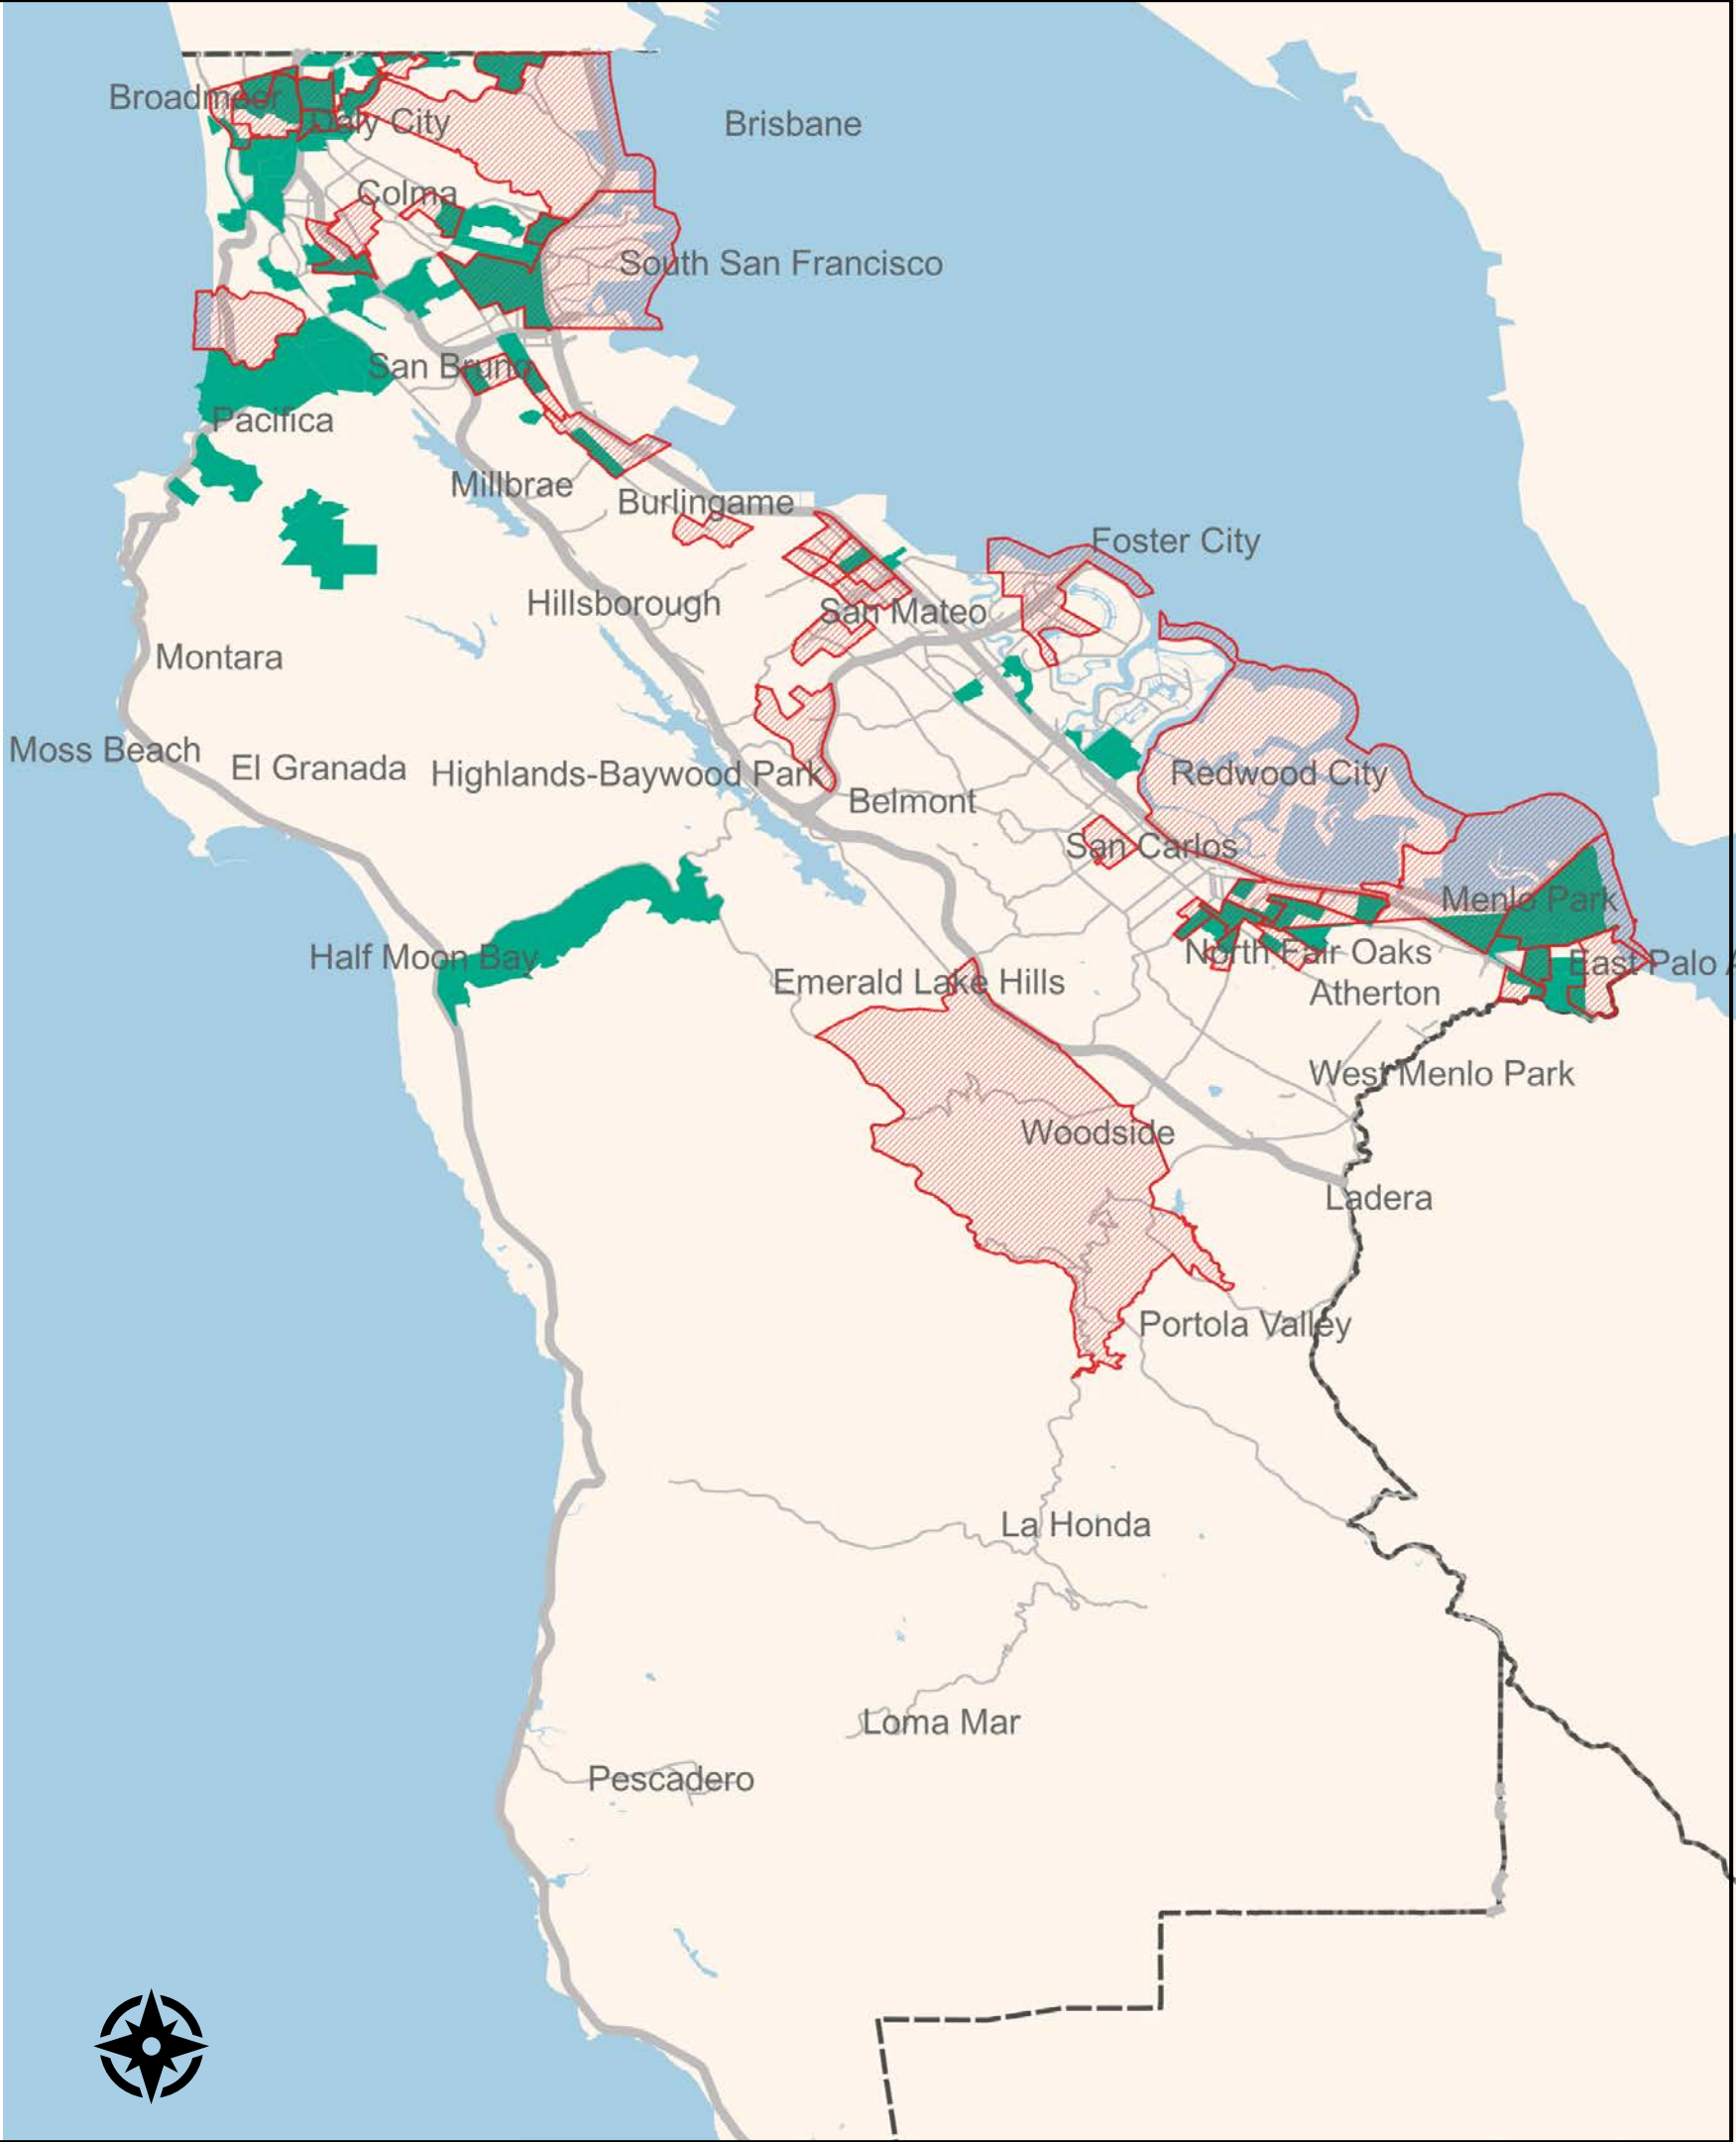 Broadmoor
Brisbane
Daly City
Colma
South San Francisco
San Bruno
Pacifica
Millbrae
Burlingame
Foster City
Hillsborough
San Mateo
Montara
Moss Beach
El Granada
Highlands-Baywood Park
Redwood City
Belmont
San Carlos
Menlo Park
Half Moon Bay
North Fair Oaks
East Palo A
Emerald Lake Hills
Atherton
West Menlo Park
Woodside
Ladera
Portola Valley
La Honda
Loma Mar
Pescadero